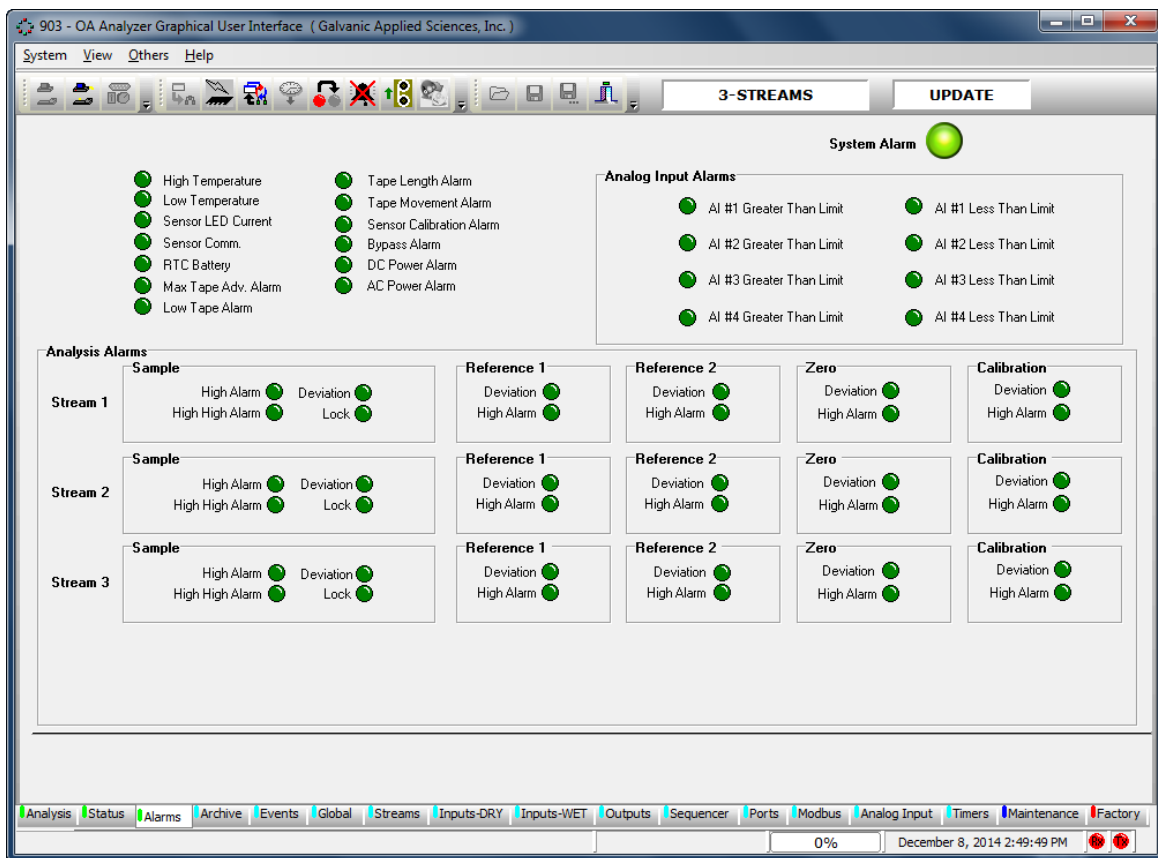 903 - OA Analyzer Graphical User Interface ( Galvanic Applied Sciences, Inc. )
System View Others Help
3-STREAMS UPDATE
System Alarm
High Temperature
Low Temperature
Sensor LED Current
Sensor Comm.
RTC Battery
Max Tape Adv. Alarm
Low Tape Alarm
Tape Length Alarm
Tape Movement Alarm
Sensor Calibration Alarm
Bypass Alarm
DC Power Alarm
AC Power Alarm
Analog Input Alarms
AI #1 Greater Than Limit AI #1 Less Than Limit
AI #2 Greater Than Limit AI #2 Less Than Limit
AI #3 Greater Than Limit AI #3 Less Than Limit
AI #4 Greater Than Limit AI #4 Less Than Limit
Analysis Alarms
Sample Reference 1 Reference 2 Zero Calibration
Stream 1
High Alarm Deviation Deviation Deviation Deviation Deviation
High High Alarm Lock High Alarm High Alarm High Alarm High Alarm
Sample Reference 1 Reference 2 Zero Calibration
Stream 2
High Alarm Deviation Deviation Deviation Deviation Deviation
High High Alarm Lock High Alarm High Alarm High Alarm High Alarm
Sample Reference 1 Reference 2 Zero Calibration
Stream 3
High Alarm Deviation Deviation Deviation Deviation Deviation
High High Alarm Lock High Alarm High Alarm High Alarm High Alarm
Analysis Status Alarms Archive Events Global Streams Inputs-DRY Inputs-WET Outputs Sequencer Ports Modbus Analog Input Timers Maintenance Factory
0% December 8, 2014 2:49:49 PM Rx Tx